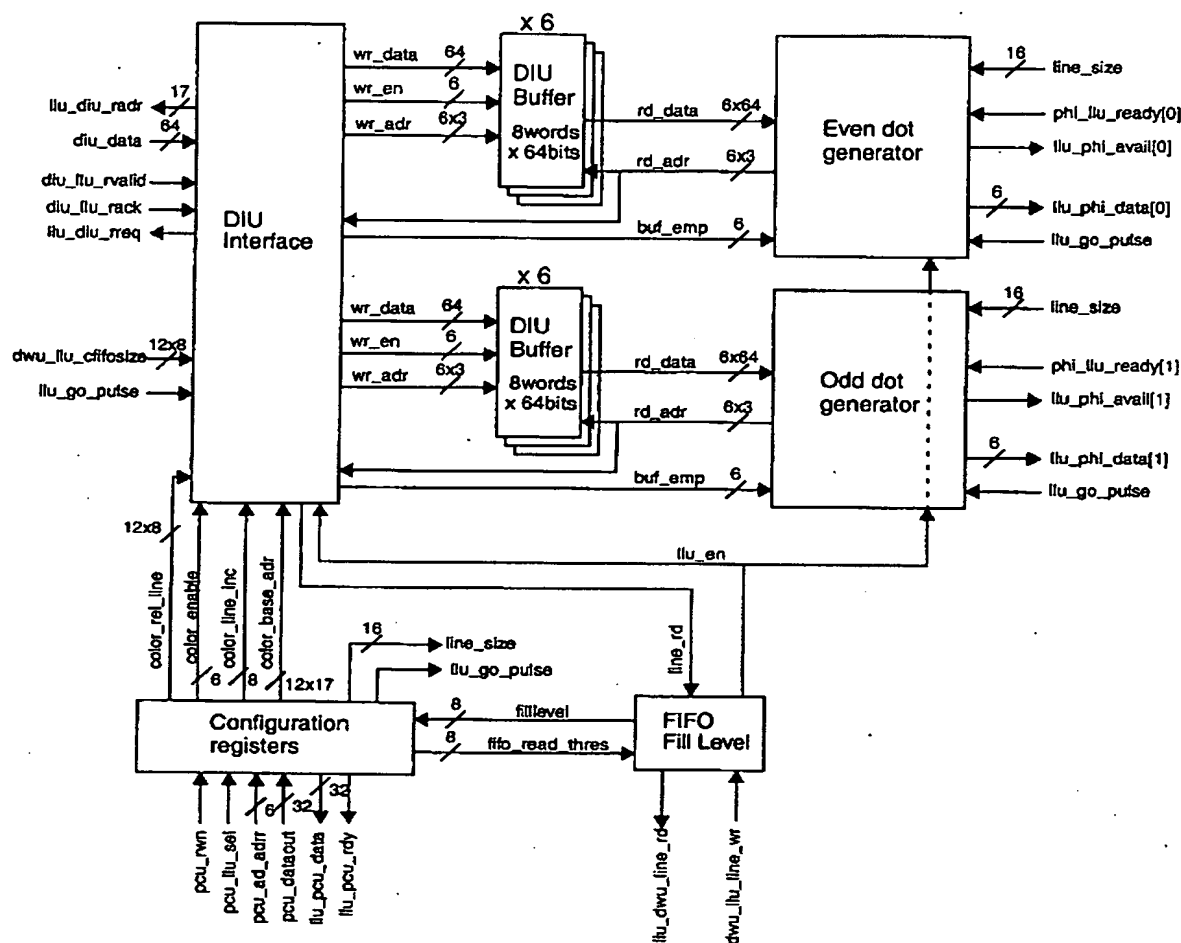 x 6
wr_data
64
wr_en
6
wr_adr
6x3
DIU
Buffer
8words
x 64bits
rd_data
6x64
rd_adr
6x3
buf_emp
6
Even dot
generator
16
line_size
phi_llu_ready[0]
llu_phi_avail[0]
6
llu_phi_data[0]
llu_go_pulse
17
llu_diu_radr
64
diu_data
diu_llu_rvalid
diu_llu_rack
llu_diu_rreq
DIU
Interface
12x8
dwu_llu_cfifosize
llu_go_pulse
x 6
wr_data
64
wr_en
6
wr_adr
6x3
DIU
Buffer
8words
x 64bits
rd_data
6x64
rd_adr
6x3
buf_emp
6
Odd dot
generator
16
line_size
phi_llu_ready[1]
llu_phi_avail[1]
6
llu_phi_data[1]
llu_go_pulse
12x8
color_rel_line
color_enable
6
color_line_inc
8
color_base_adr
12x17
llu_en
line_rd
16
line_size
llu_go_pulse
Configuration
registers
8
filllevel
8
fifo_read_thres
FIFO
Fill Level
pcu_rwn
pcu_llu_sel
pcu_ad_adrr
6
pcu_dataout
32
llu_pcu_data
32
llu_pcu_rdy
llu_dwu_line_rd
dwu_llu_line_wr